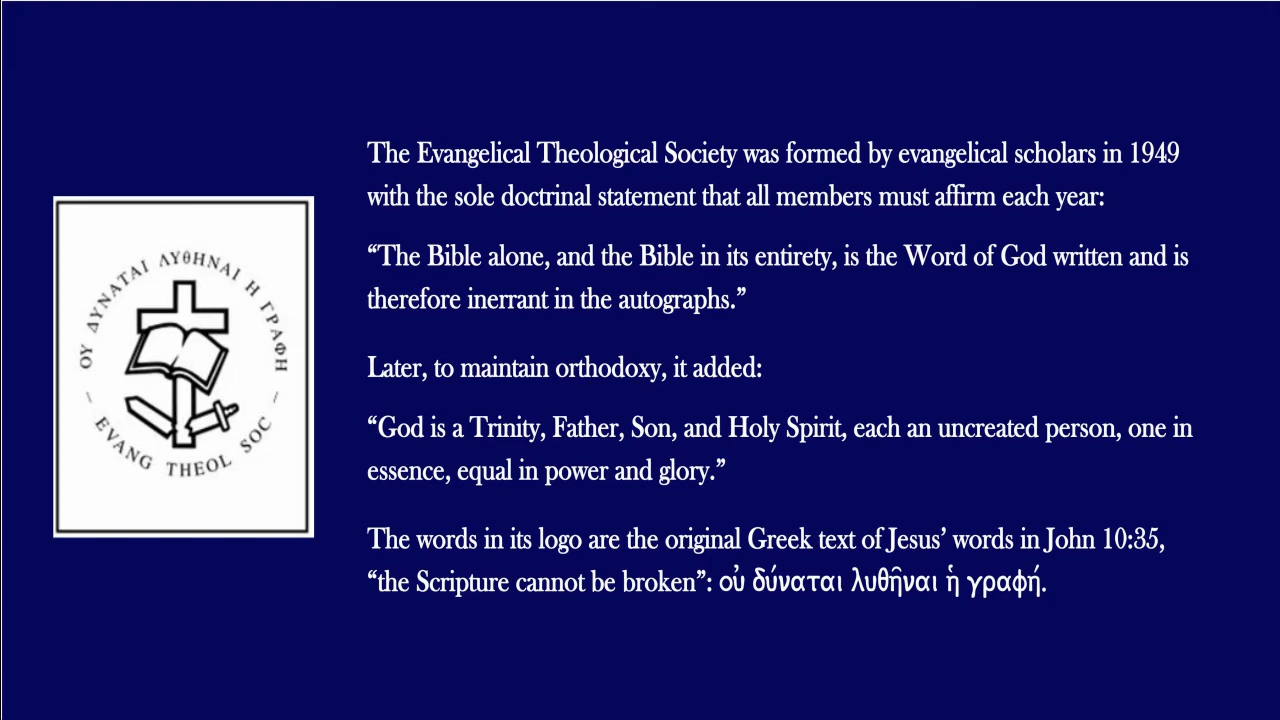 ΟΥ ΔΥΝΑΤΑΙ ΛΥθΗΝΑΙ Η ΓΡΑΦΗ
– EVANG THEOL SOC –
The Evangelical Theological Society was formed by evangelical scholars in 1949
with the sole doctrinal statement that all members must affirm each year:
“The Bible alone, and the Bible in its entirety, is the Word of God written and is
therefore inerrant in the autographs.”
Later, to maintain orthodoxy, it added:
“God is a Trinity, Father, Son, and Holy Spirit, each an uncreated person, one in
essence, equal in power and glory.”
The words in its logo are the original Greek text of Jesus’ words in John 10:35,
“the Scripture cannot be broken”: οὐ δύναται λυθῆναι ἡ γραφή.